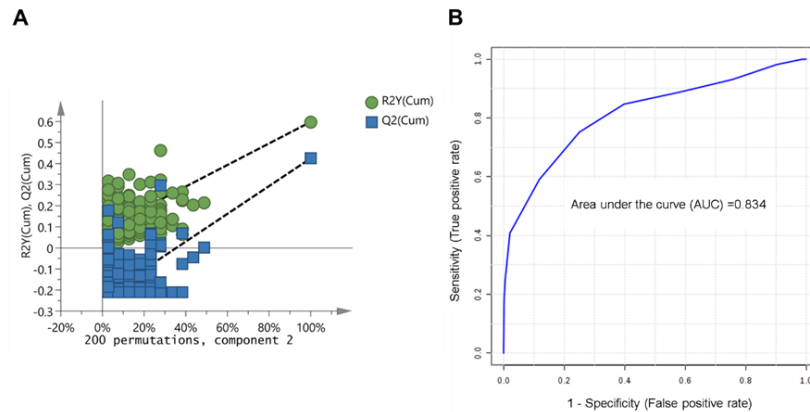 A
R2Y(Cum)
Q2(Cum)
R2Y(Cum), Q2(Cum)
0.6
0.5
0.4
0.3
0.2
0.1
0
-0.1
-0.2
-0.3
-20% 0% 20% 40% 60% 80% 100%
200 permutations, component 2
B
Sensitivity (True positive rate)
1.0
0.8
0.6
0.4
0.2
0.0
Area under the curve (AUC) =0.834
0.0 0.2 0.4 0.6 0.8 1.0
1 - Specificity (False positive rate)